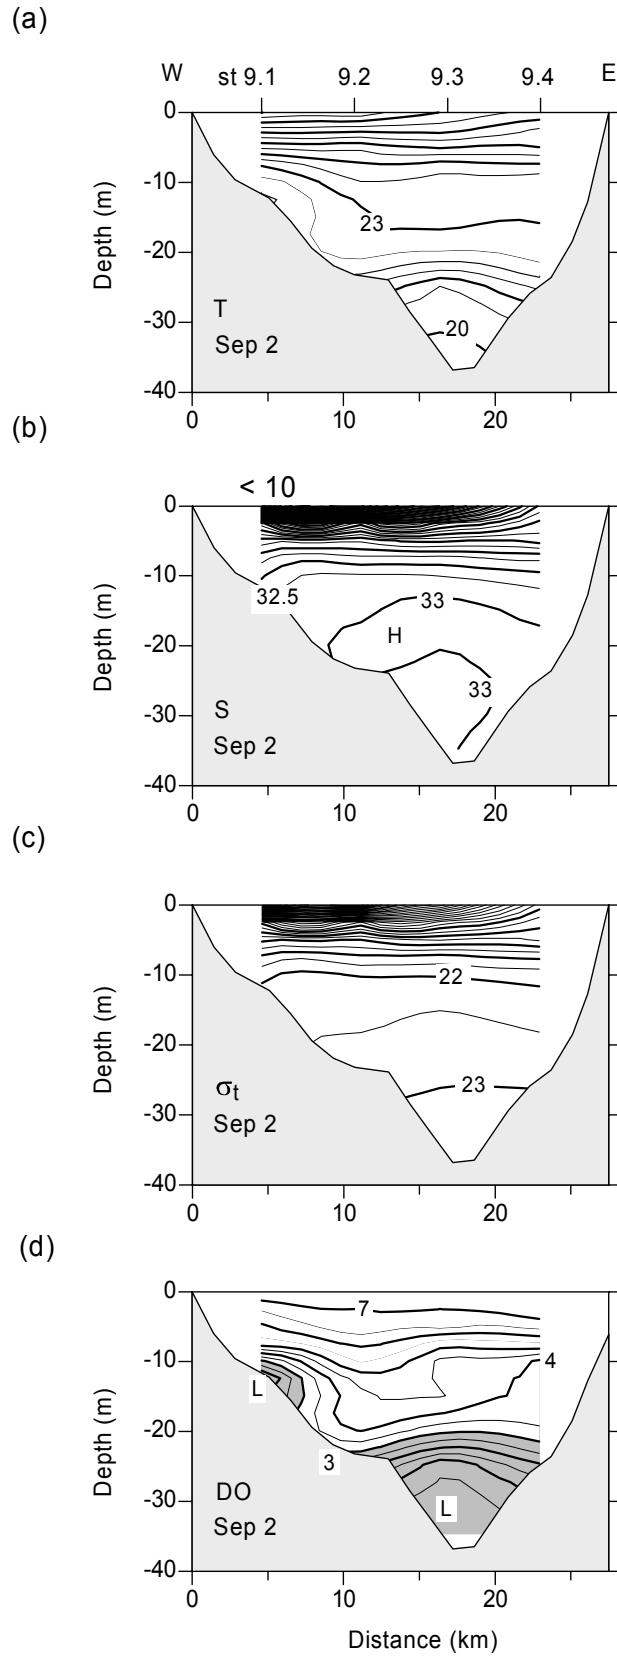 (a)
W st 9.1 9.2 9.3 9.4 E
0
-10
-20
-30
-40
Depth (m)
23
20
T
Sep 2
0 10 20
(b)
< 10
0
-10
-20
-30
-40
Depth (m)
32.5
33
H
33
S
Sep 2
0 10 20
(c)
0
-10
-20
-30
-40
Depth (m)
22
23
σt
Sep 2
0 10 20
(d)
0
-10
-20
-30
-40
Depth (m)
7
4
L
3
L
DO
Sep 2
0 10 20
Distance (km)